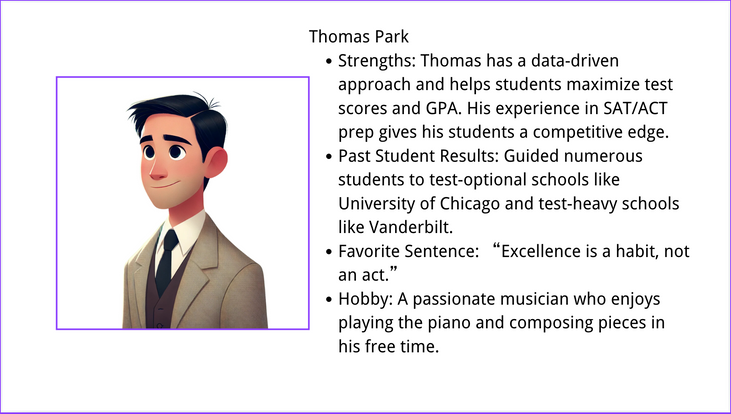 Thomas Park
• Strengths: Thomas has a data-driven
approach and helps students maximize test
scores and GPA. His experience in SAT/ACT
prep gives his students a competitive edge.
• Past Student Results: Guided numerous
students to test-optional schools like
University of Chicago and test-heavy schools
like Vanderbilt.
• Favorite Sentence: “Excellence is a habit, not
an act.”
• Hobby: A passionate musician who enjoys
playing the piano and composing pieces in
his free time.